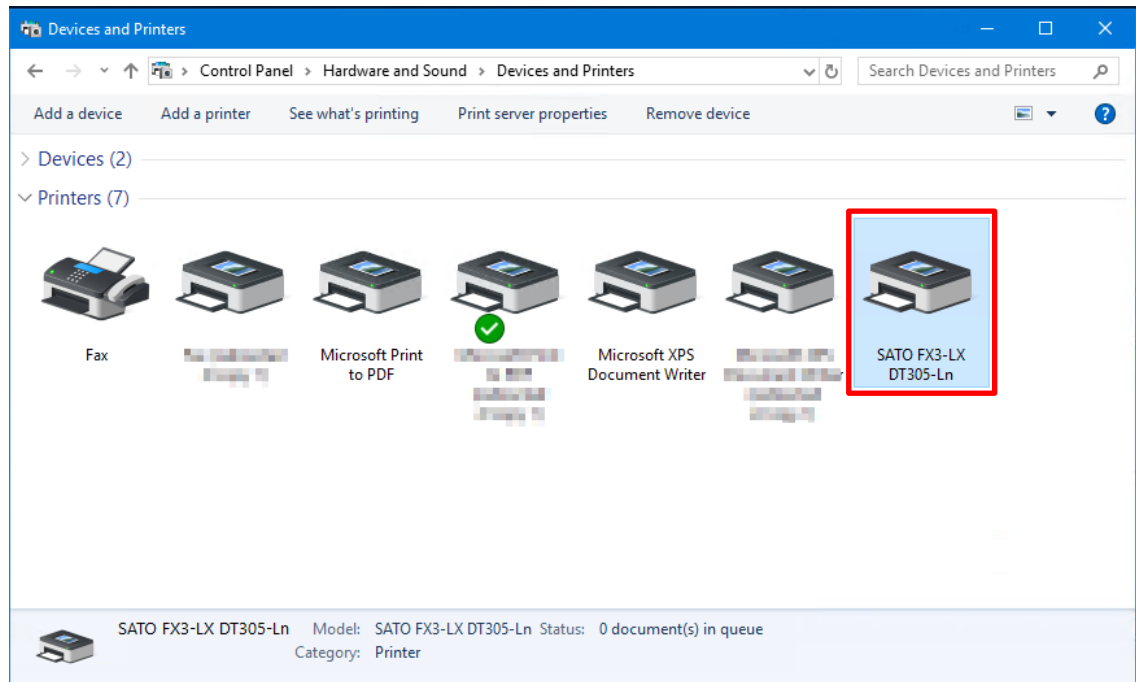 Devices and Printers
Control Panel > Hardware and Sound > Devices and Printers
Search Devices and Printers
Add a device
Add a printer
See what's printing
Print server properties
Remove device
?
Devices (2)
Printers (7)
Fax
Microsoft Print
to PDF
Microsoft XPS
Document Writer
SATO FX3-LX
DT305-Ln
SATO FX3-LX DT305-Ln Model: SATO FX3-LX DT305-Ln Status: 0 document(s) in queue
Category: Printer